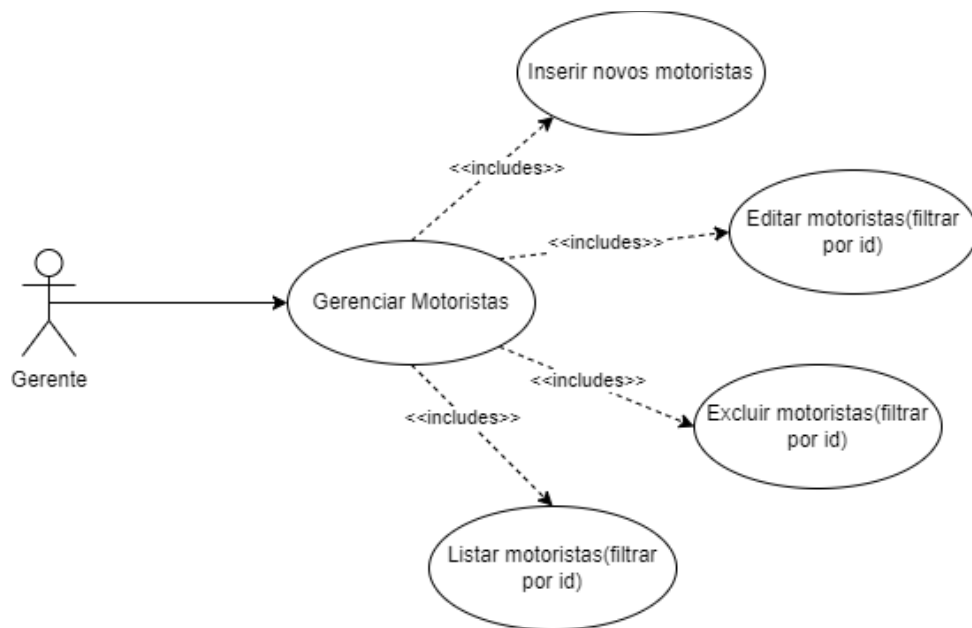 Inserir novos motoristas
<<includes>>
Editar motoristas(filtrar
por id)
<<includes>>
Gerenciar Motoristas
Gerente
<<includes>>
Excluir motoristas(filtrar
por id)
<<includes>>
Listar motoristas(filtrar
por id)